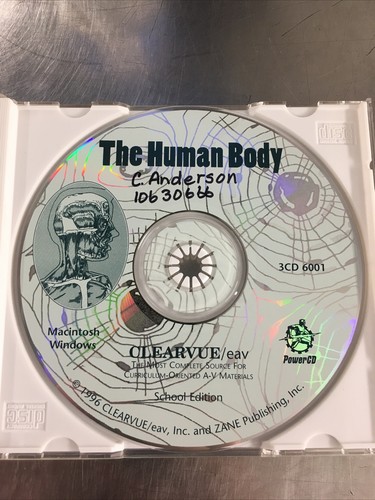 The Human Body
C. Anderson
10630666
3CD 6001
Macintosh
Windows
CLEARVUE/eav
THE MOST COMPLETE SOURCE FOR
CURRICULUM-ORIENTED A-V MATERIALS
PowerCD
School Edition
©1996 CLEARVUE/eav, Inc. and ZANE Publishing, Inc.
disc
disc